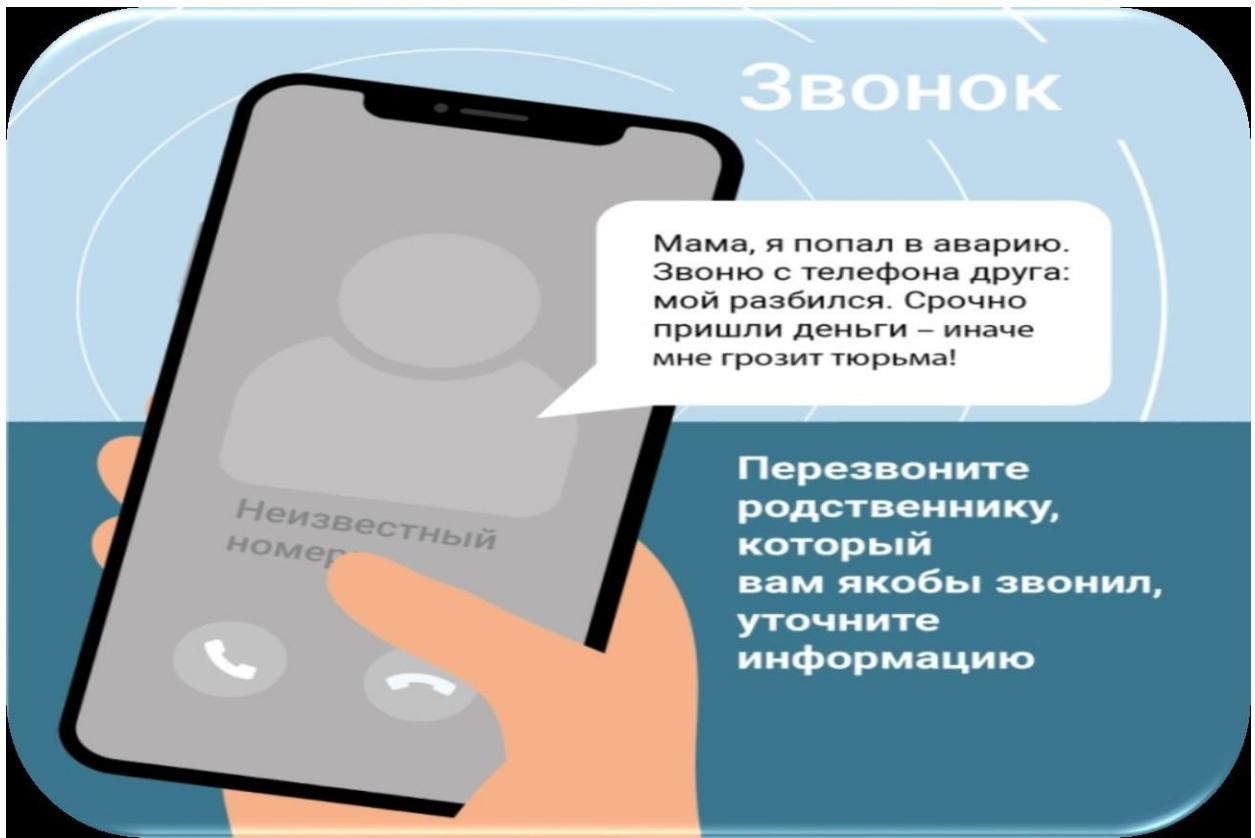 Звонок
Мама, я попал в аварию.
Звоню с телефона друга:
мой разбился. Срочно
пришли деньги – иначе
мне грозит тюрьма!
Неизвестный
номер
Перезвоните
родственнику,
который
вам якобы звонил,
уточните
информацию